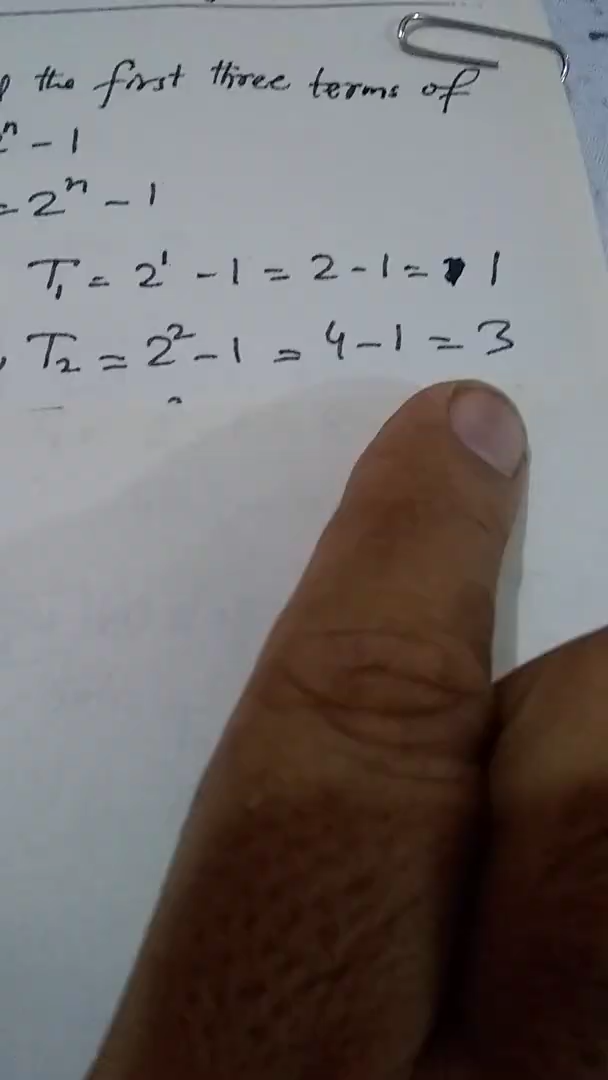 the first three terms of
ⁿ - 1
= 2ⁿ - 1
T₁ = 2¹ - 1 = 2 - 1 = 1
T₂ = 2² - 1 = 4 - 1 = 3